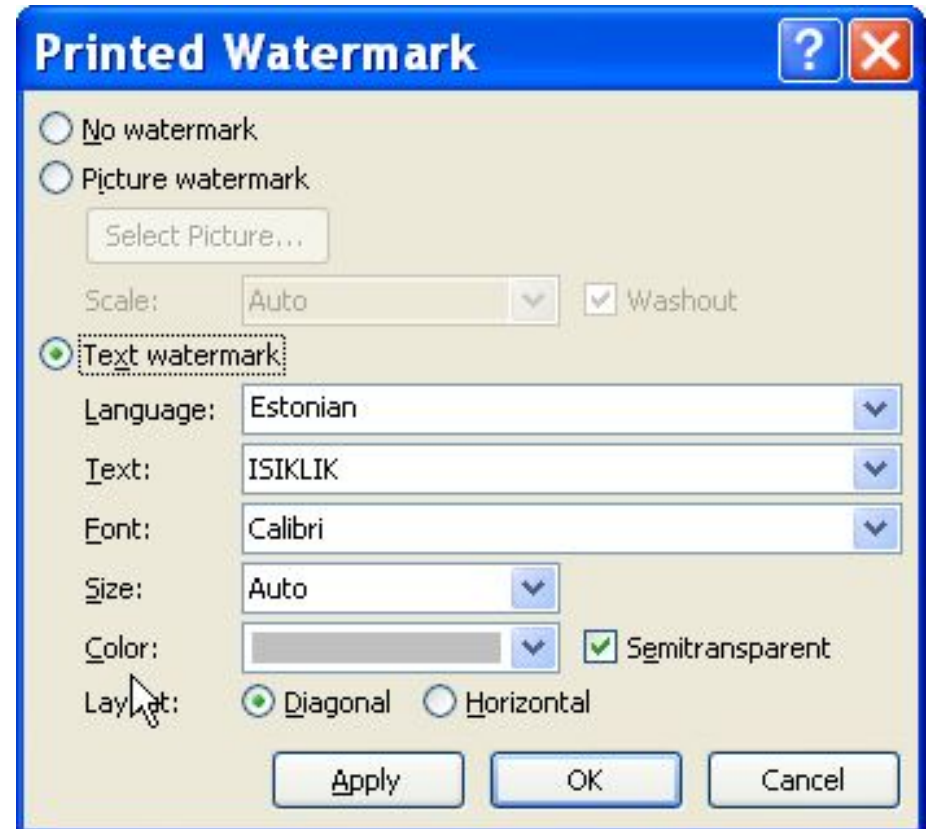 Printed Watermark ?
No watermark
Picture watermark
Select Picture...
Scale: Auto Washout
Text watermark
Language: Estonian
Text: ISIKLIK
Font: Calibri
Size: Auto
Color: Semitransparent
Layout: Diagonal Horizontal
Apply OK Cancel